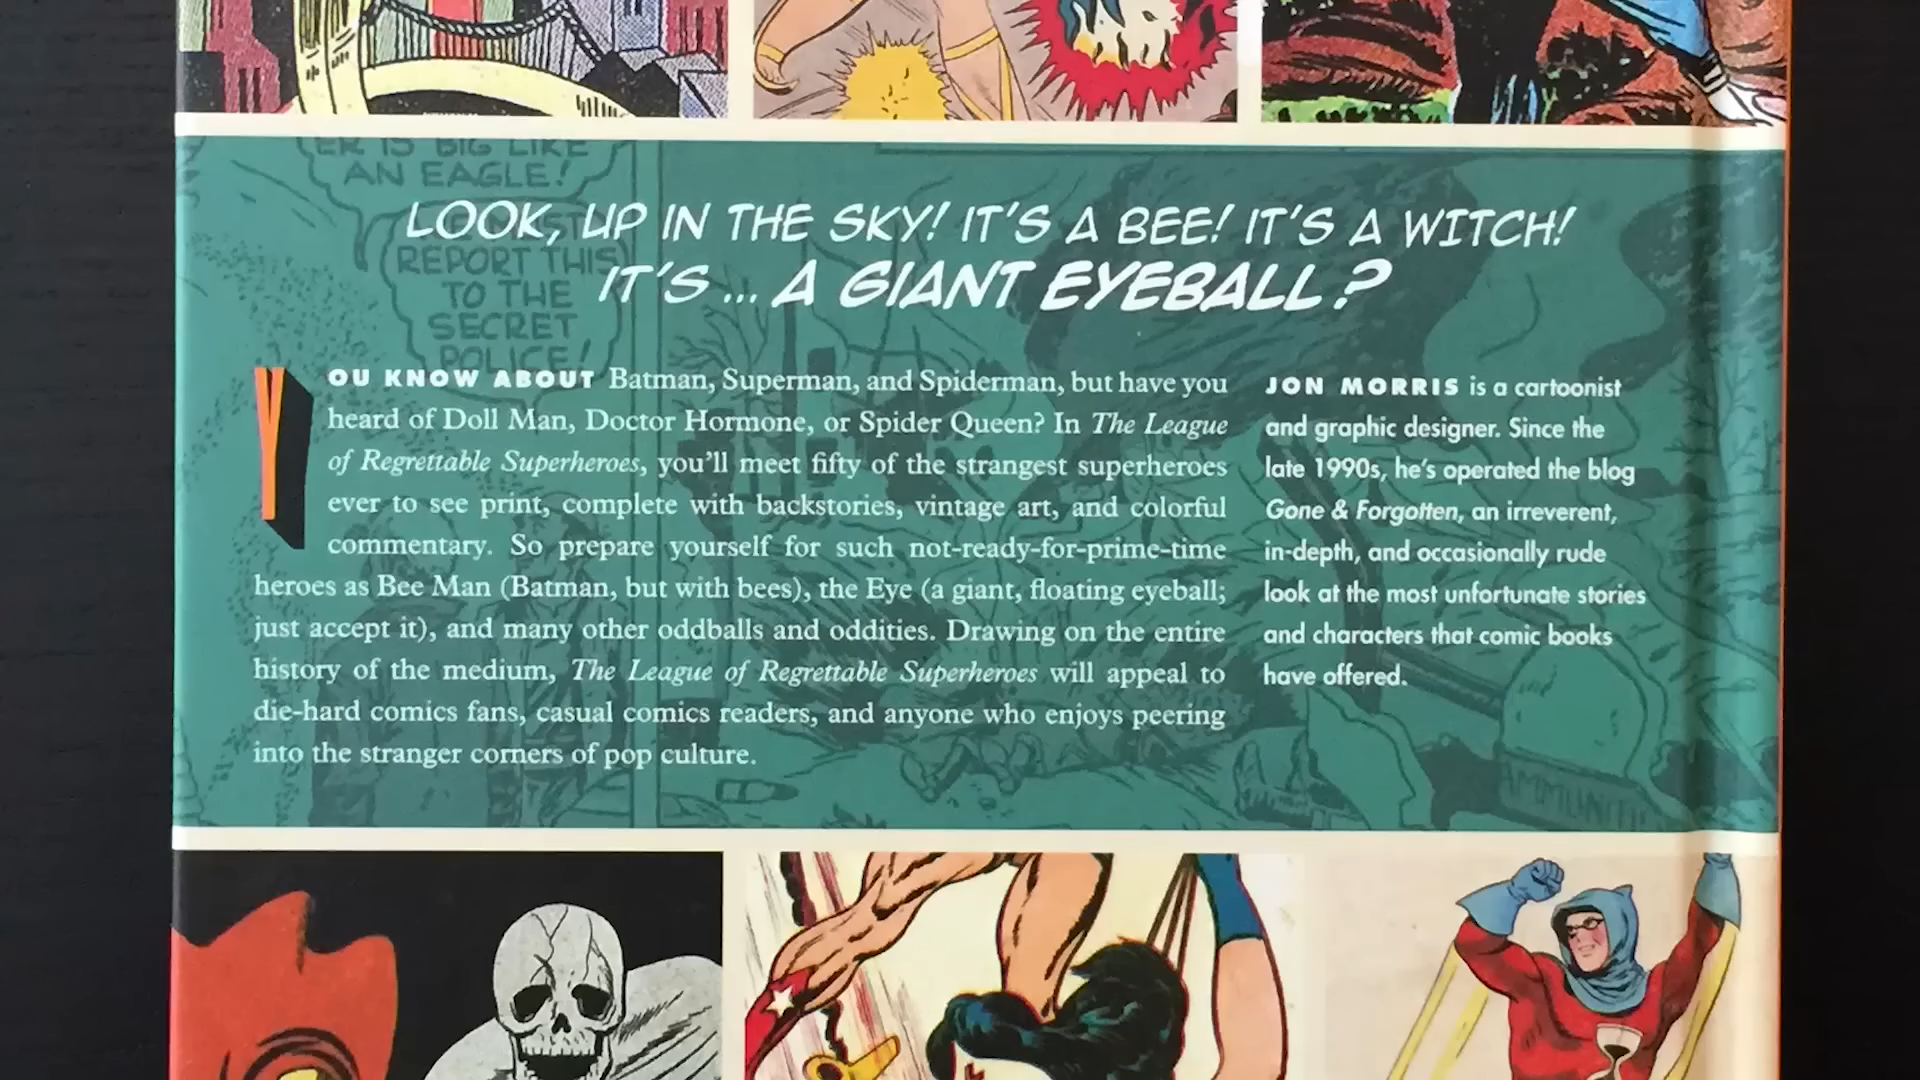 ER IS BIG LIKE
AN EAGLE!
LOOK, UP IN THE SKY! IT'S A BEE! IT'S A WITCH!
IT'S ... A GIANT EYEBALL?
REPORT THIS
TO THE
SECRET
POLICE!
YOU KNOW ABOUT Batman, Superman, and Spiderman, but have you
heard of Doll Man, Doctor Hormone, or Spider Queen? In The League
of Regrettable Superheroes, you'll meet fifty of the strangest superheroes
ever to see print, complete with backstories, vintage art, and colorful
commentary. So prepare yourself for such not-ready-for-prime-time
heroes as Bee Man (Batman, but with bees), the Eye (a giant, floating eyeball;
just accept it), and many other oddballs and oddities. Drawing on the entire
history of the medium, The League of Regrettable Superheroes will appeal to
die-hard comics fans, casual comics readers, and anyone who enjoys peering
into the stranger corners of pop culture.
JON MORRIS is a cartoonist
and graphic designer. Since the
late 1990s, he's operated the blog
Gone & Forgotten, an irreverent,
in-depth, and occasionally rude
look at the most unfortunate stories
and characters that comic books
have offered.